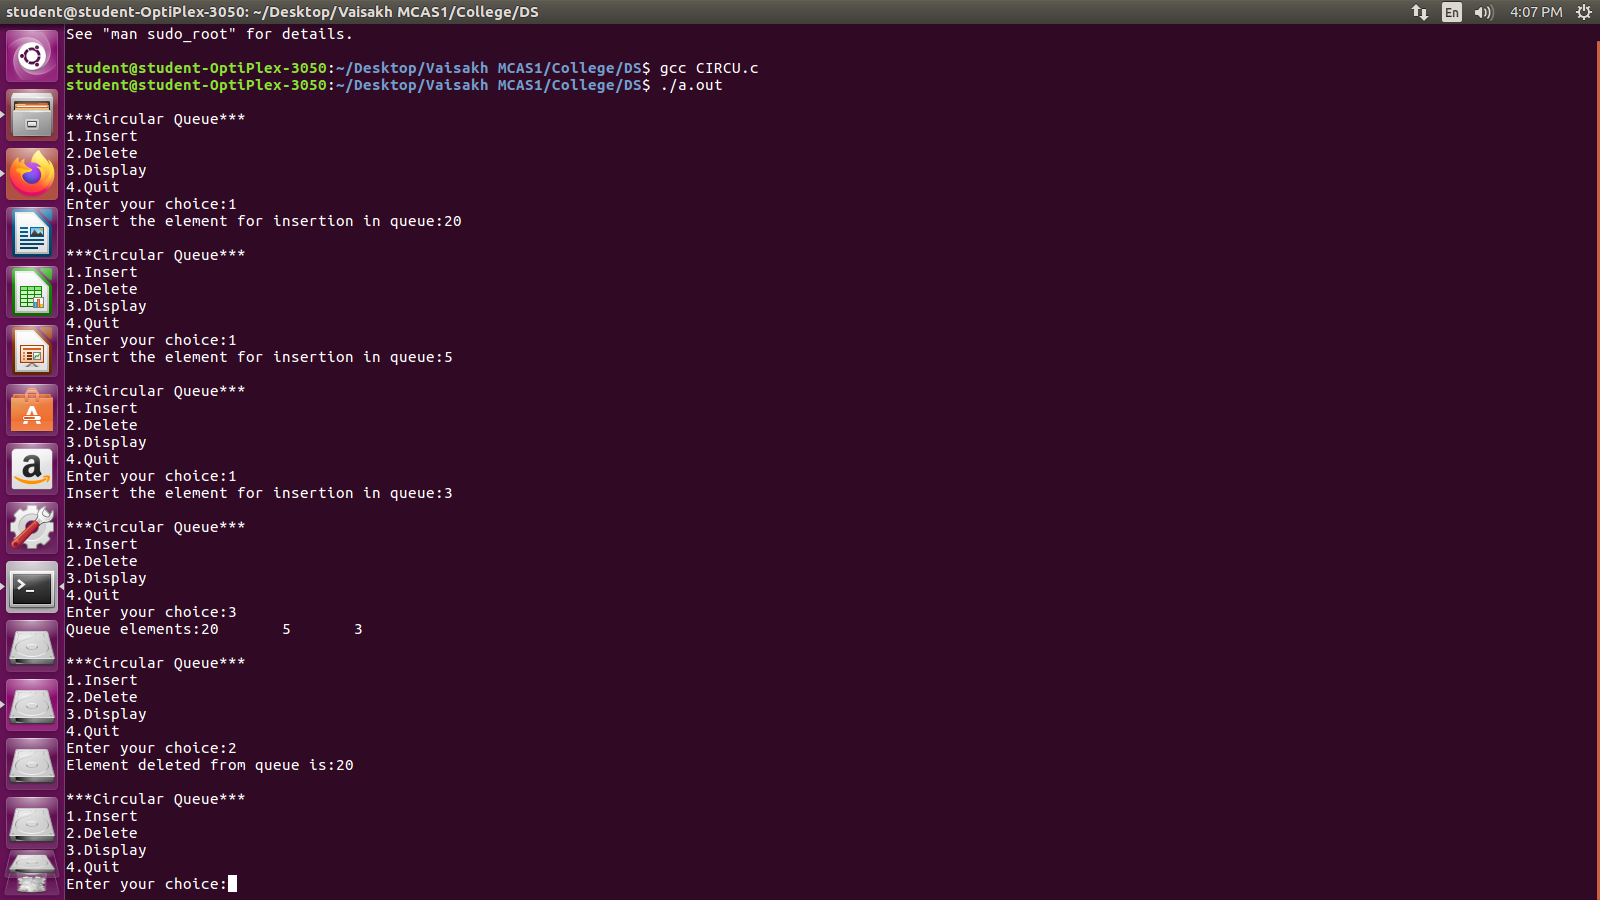 student@student-OptiPlex-3050: ~/Desktop/Vaisakh MCAS1/College/DS
En
4:07 PM
See "man sudo_root" for details.
student@student-OptiPlex-3050:~/Desktop/Vaisakh MCAS1/College/DS$ gcc CIRCU.c
student@student-OptiPlex-3050:~/Desktop/Vaisakh MCAS1/College/DS$ ./a.out
***Circular Queue***
1.Insert
2.Delete
3.Display
4.Quit
Enter your choice:1
Insert the element for insertion in queue:20
***Circular Queue***
1.Insert
2.Delete
3.Display
4.Quit
Enter your choice:1
Insert the element for insertion in queue:5
***Circular Queue***
1.Insert
2.Delete
3.Display
4.Quit
Enter your choice:1
Insert the element for insertion in queue:3
***Circular Queue***
1.Insert
2.Delete
3.Display
4.Quit
Enter your choice:3
Queue elements:20 5 3
***Circular Queue***
1.Insert
2.Delete
3.Display
4.Quit
Enter your choice:2
Element deleted from queue is:20
***Circular Queue***
1.Insert
2.Delete
3.Display
4.Quit
Enter your choice: